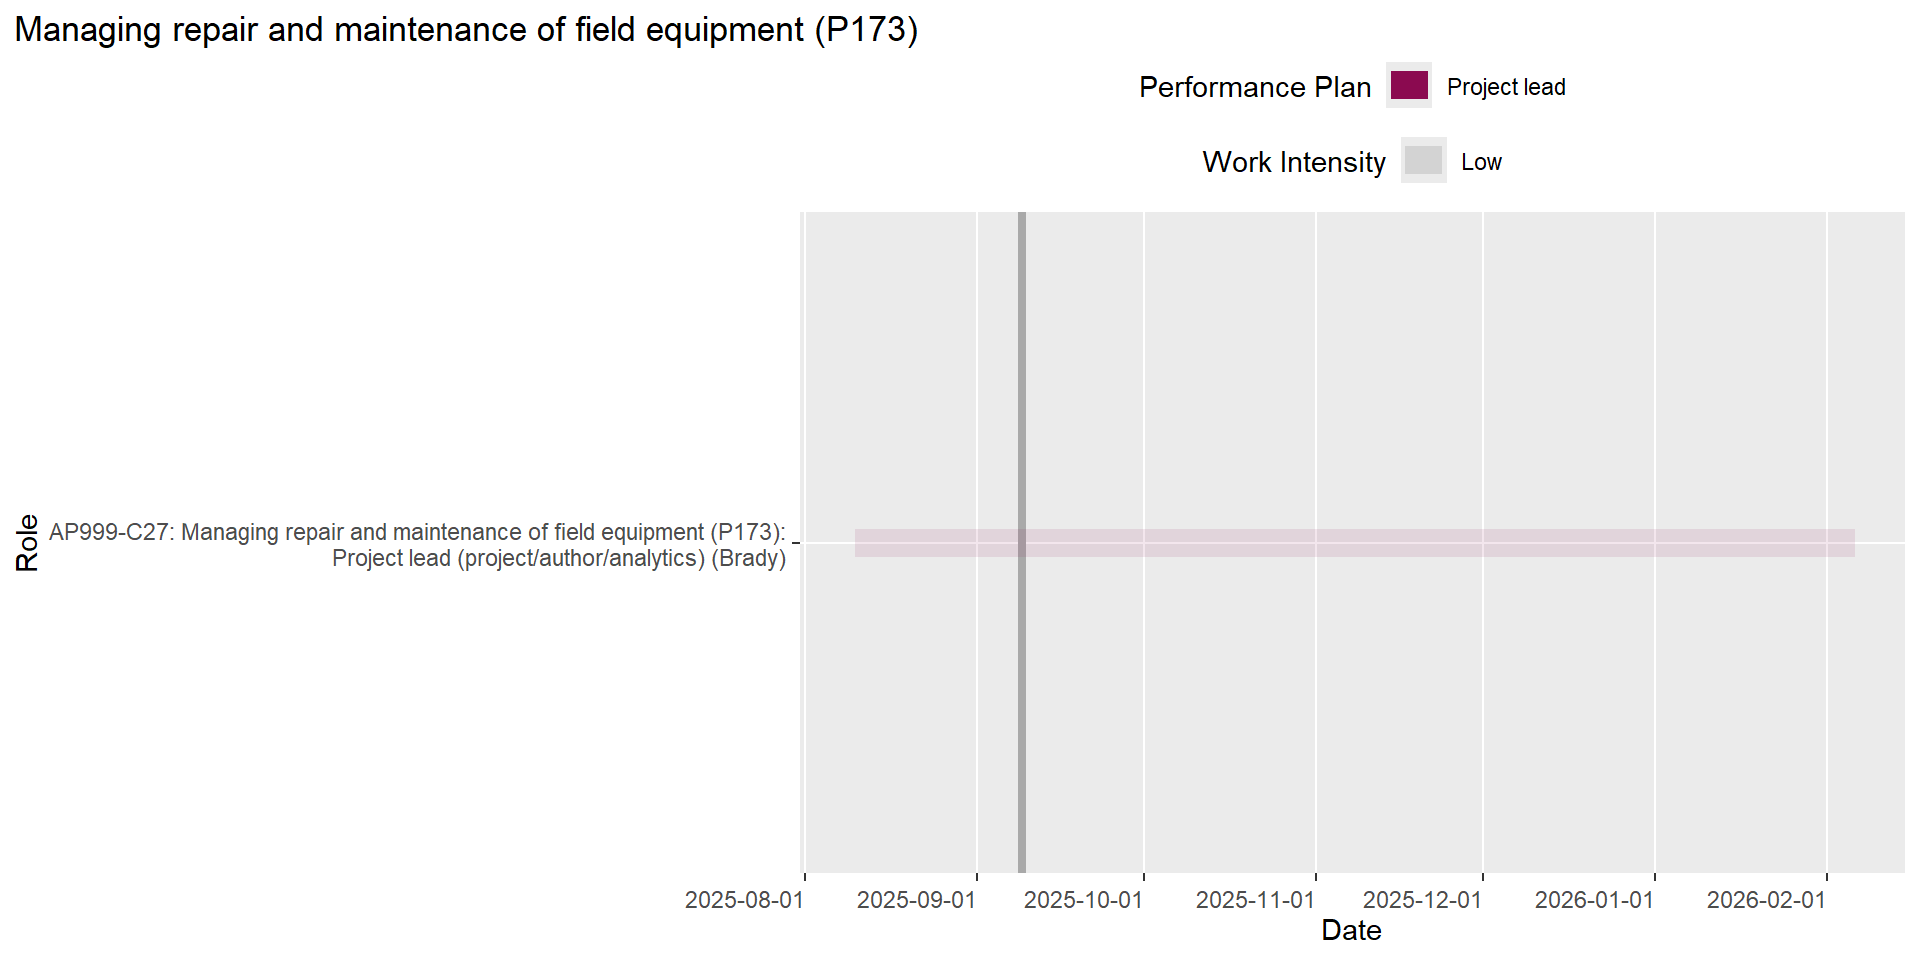 Managing repair and maintenance of field equipment (P173)
Performance Plan Project lead
Work Intensity Low
Role
AP999-C27: Managing repair and maintenance of field equipment (P173):
Project lead (project/author/analytics) (Brady)
2025-08-01 2025-09-01 2025-10-01 2025-11-01 2025-12-01 2026-01-01 2026-02-01
Date